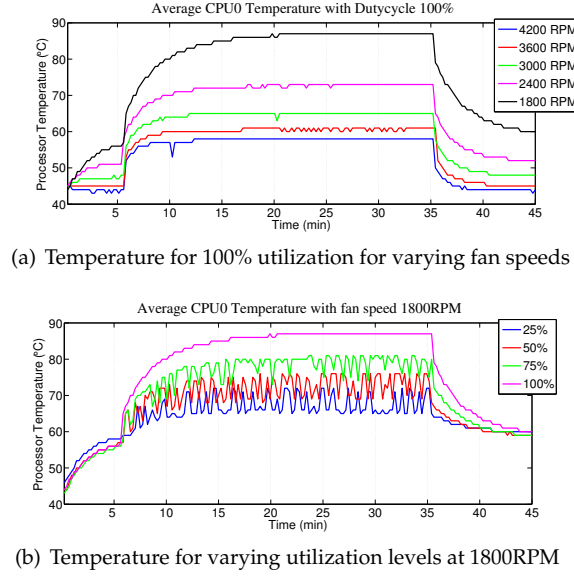 Average CPU0 Temperature with Dutycycle 100%
Processor Temperature (ºC)
90
80
70
60
50
40
5
10
15
20
25
30
35
40
45
Time (min)
4200 RPM
3600 RPM
3000 RPM
2400 RPM
1800 RPM
(a) Temperature for 100% utilization for varying fan speeds
Average CPU0 Temperature with fan speed 1800RPM
Processor Temperature (ºC)
90
80
70
60
50
40
5
10
15
20
25
30
35
40
45
Time (min)
25%
50%
75%
100%
(b) Temperature for varying utilization levels at 1800RPM